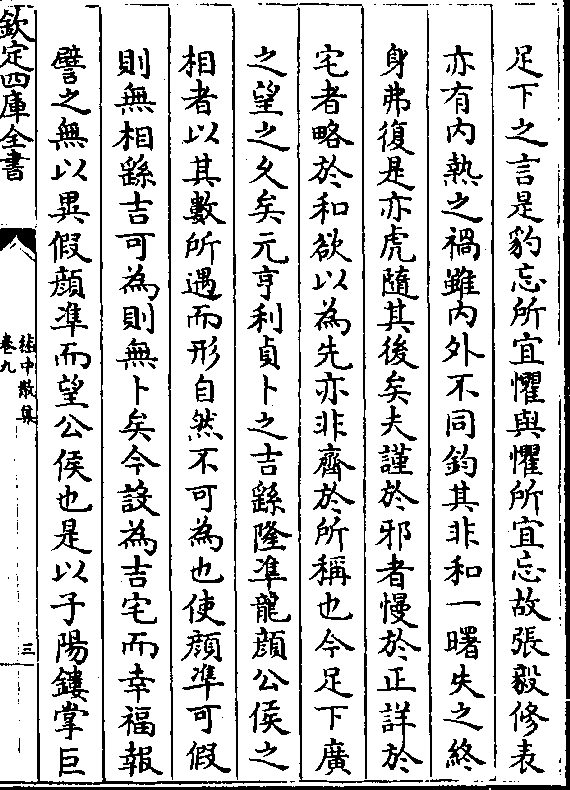 足下之言是豹忘所宜懼與懼所宜忘故張毅修表
亦有内熱之禍雖内外不同鈞其非和一曙失之終
身弗復是亦虎隨其後矣夫謹於邪者慢於正詳於
宅者略於和欲以為先亦非齊於所稱也今足下廣
之望之久矣元亨利貞卜之吉繇隆準龍顔公侯之
相者以其數所遇而形自然不可為也使顔準可假
則無相繇吉可為則無卜矣今設為吉宅而幸福報
譬之無以異假顔準而望公侯也是以子陽鏤掌巨
欽定四庫全書
嵇中散集
卷九
三